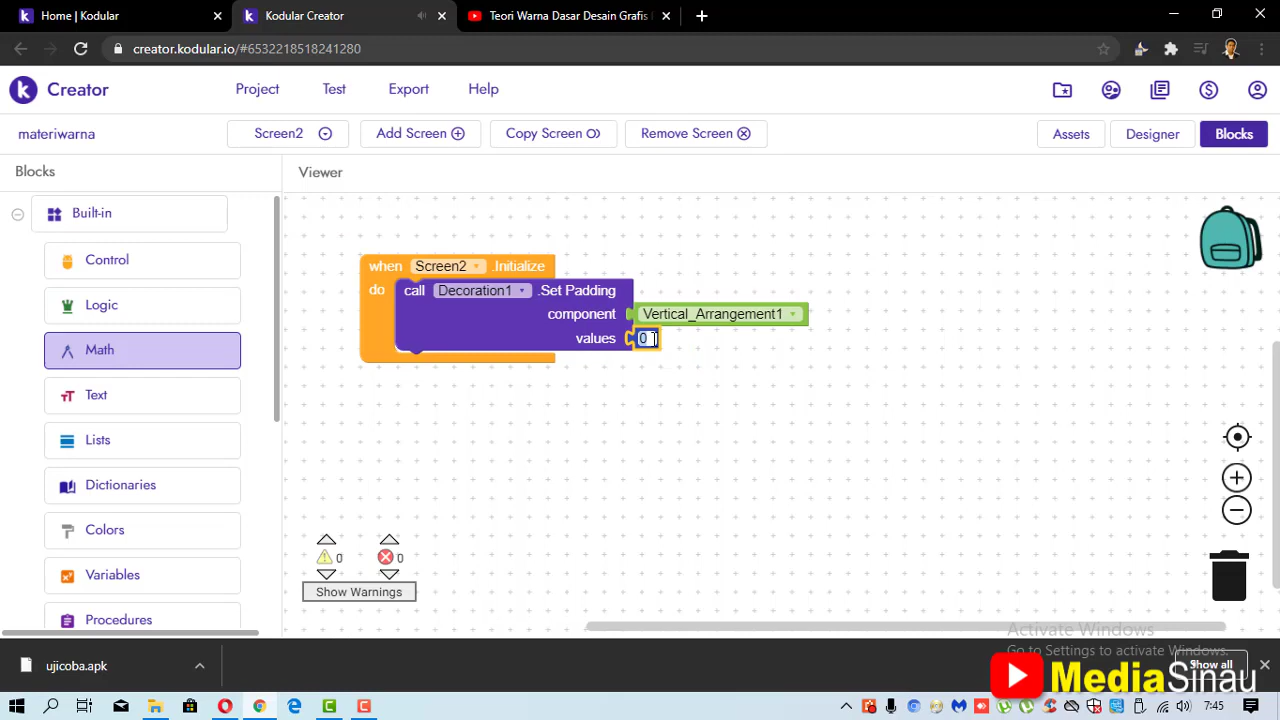 Home | Kodular
Kodular Creator
Teori Warna Dasar Desain Grafis
creator.kodular.io/#6532218518241280
Creator
Project
Test
Export
Help
materiwarna
Screen2
Add Screen
Copy Screen
Remove Screen
Assets
Designer
Blocks
Blocks
Viewer
Built-in
Control
Logic
Math
Text
Lists
Dictionaries
Colors
Variables
Procedures
when Screen2 .Initialize
do call Decoration1 .Set Padding
component Vertical_Arrangement1
values 0
0 0
Show Warnings
Activate Windows
Go to Settings to activate Windows.
ujicoba.apk
Show all
MediaSinau
7:45